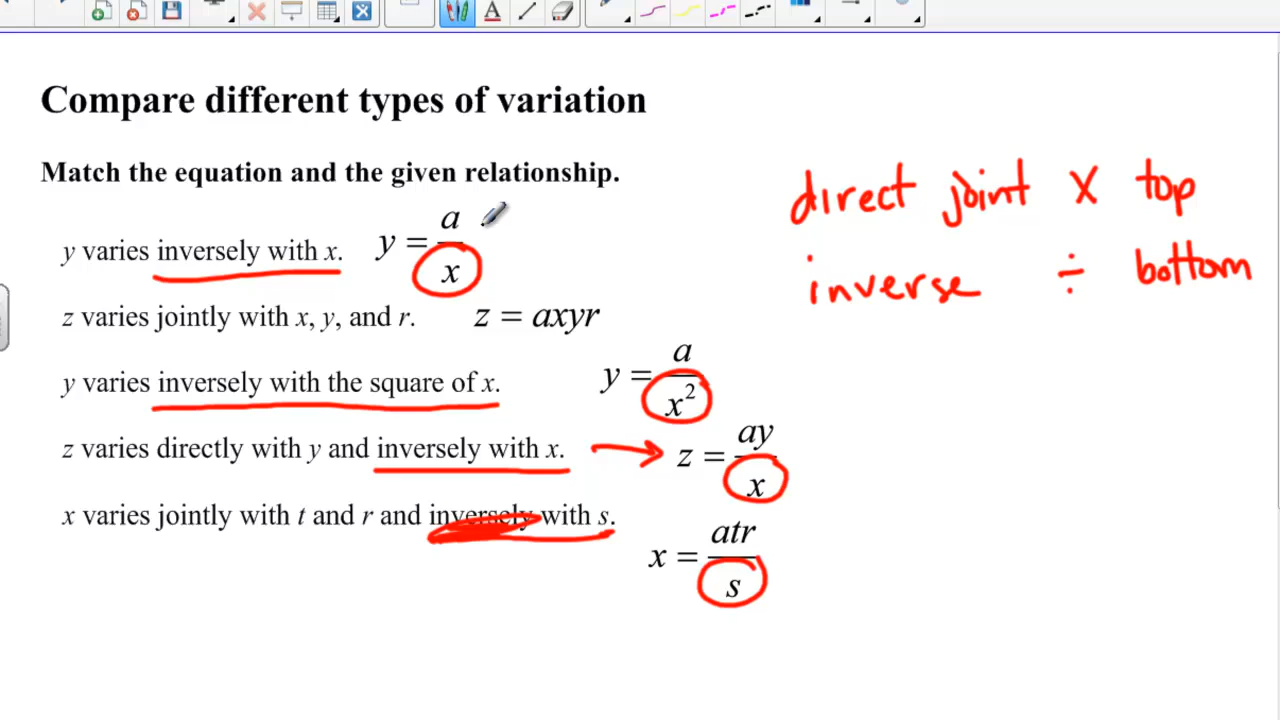 Compare different types of variation
Match the equation and the given relationship.
direct joint X top
inverse ÷ bottom
y varies inversely with x. y = a/x
z varies jointly with x, y, and r. z = axyr
y varies inversely with the square of x. y = a/x²
z varies directly with y and inversely with x. → z = ay/x
x varies jointly with t and r and inversely with s. x = atr/s